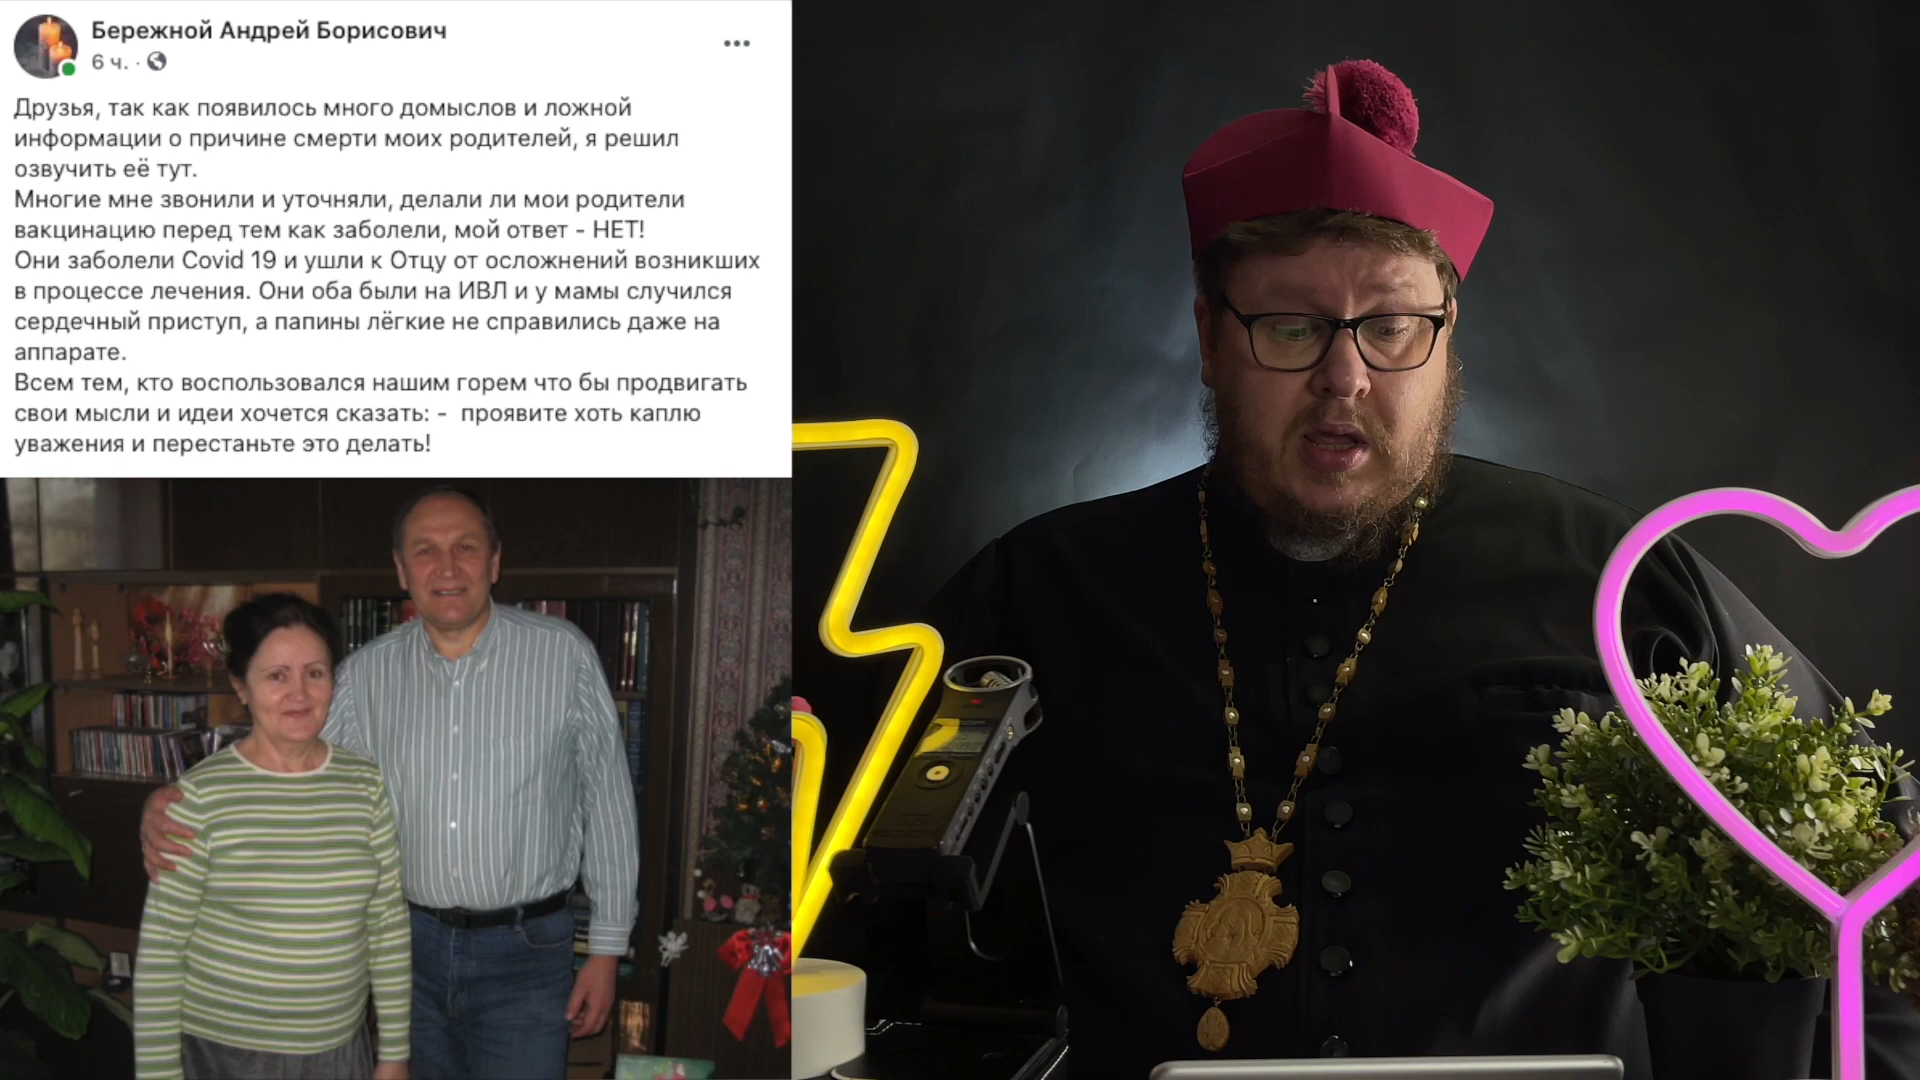 Бережной Андрей Борисович
6 ч. ·
Друзья, так как появилось много домыслов и ложной
информации о причине смерти моих родителей, я решил
озвучить её тут.
Многие мне звонили и уточняли, делали ли мои родители
вакцинацию перед тем как заболели, мой ответ - НЕТ!
Они заболели Covid 19 и ушли к Отцу от осложнений возникших
в процессе лечения. Они оба были на ИВЛ и у мамы случился
сердечный приступ, а папины лёгкие не справились даже на
аппарате.
Всем тем, кто воспользовался нашим горем что бы продвигать
свои мысли и идеи хочется сказать: - проявите хоть каплю
уважения и перестаньте это делать!